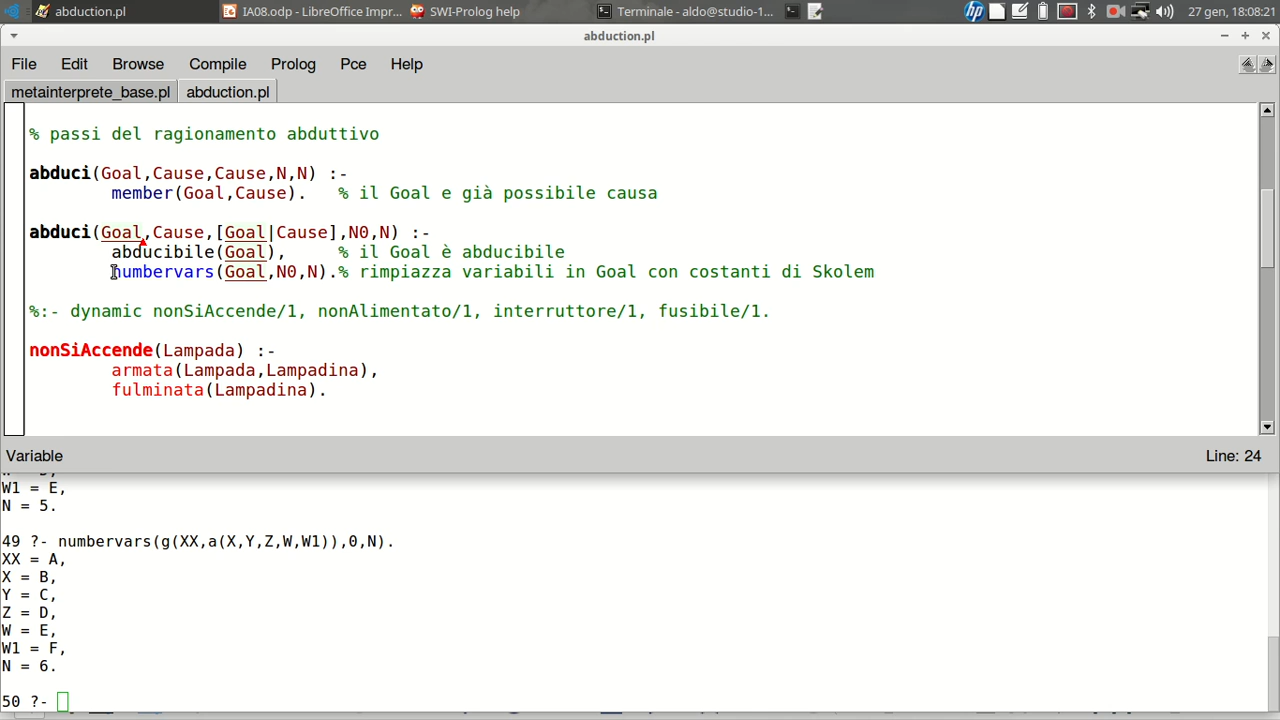 abduction.pl IA08.odp - LibreOffice Impr... SWI-Prolog help Terminale - aldo@studio-1... 27 gen, 18:08:21
abduction.pl
File Edit Browse Compile Prolog Pce Help
metainterprete_base.pl abduction.pl
% passi del ragionamento abduttivo
abduci(Goal,Cause,Cause,N,N) :-
member(Goal,Cause). % il Goal e già possibile causa
abduci(Goal,Cause,[Goal|Cause],N0,N) :-
abducibile(Goal), % il Goal è abducibile
numbervars(Goal,N0,N).% rimpiazza variabili in Goal con costanti di Skolem
%:- dynamic nonSiAccende/1, nonAlimentato/1, interruttore/1, fusibile/1.
nonSiAccende(Lampada) :-
armata(Lampada,Lampadina),
fulminata(Lampadina).
Variable Line: 24
W1 = E,
N = 5.
49 ?- numbervars(g(XX,a(X,Y,Z,W,W1)),0,N).
XX = A,
X = B,
Y = C,
Z = D,
W = E,
W1 = F,
N = 6.
50 ?-